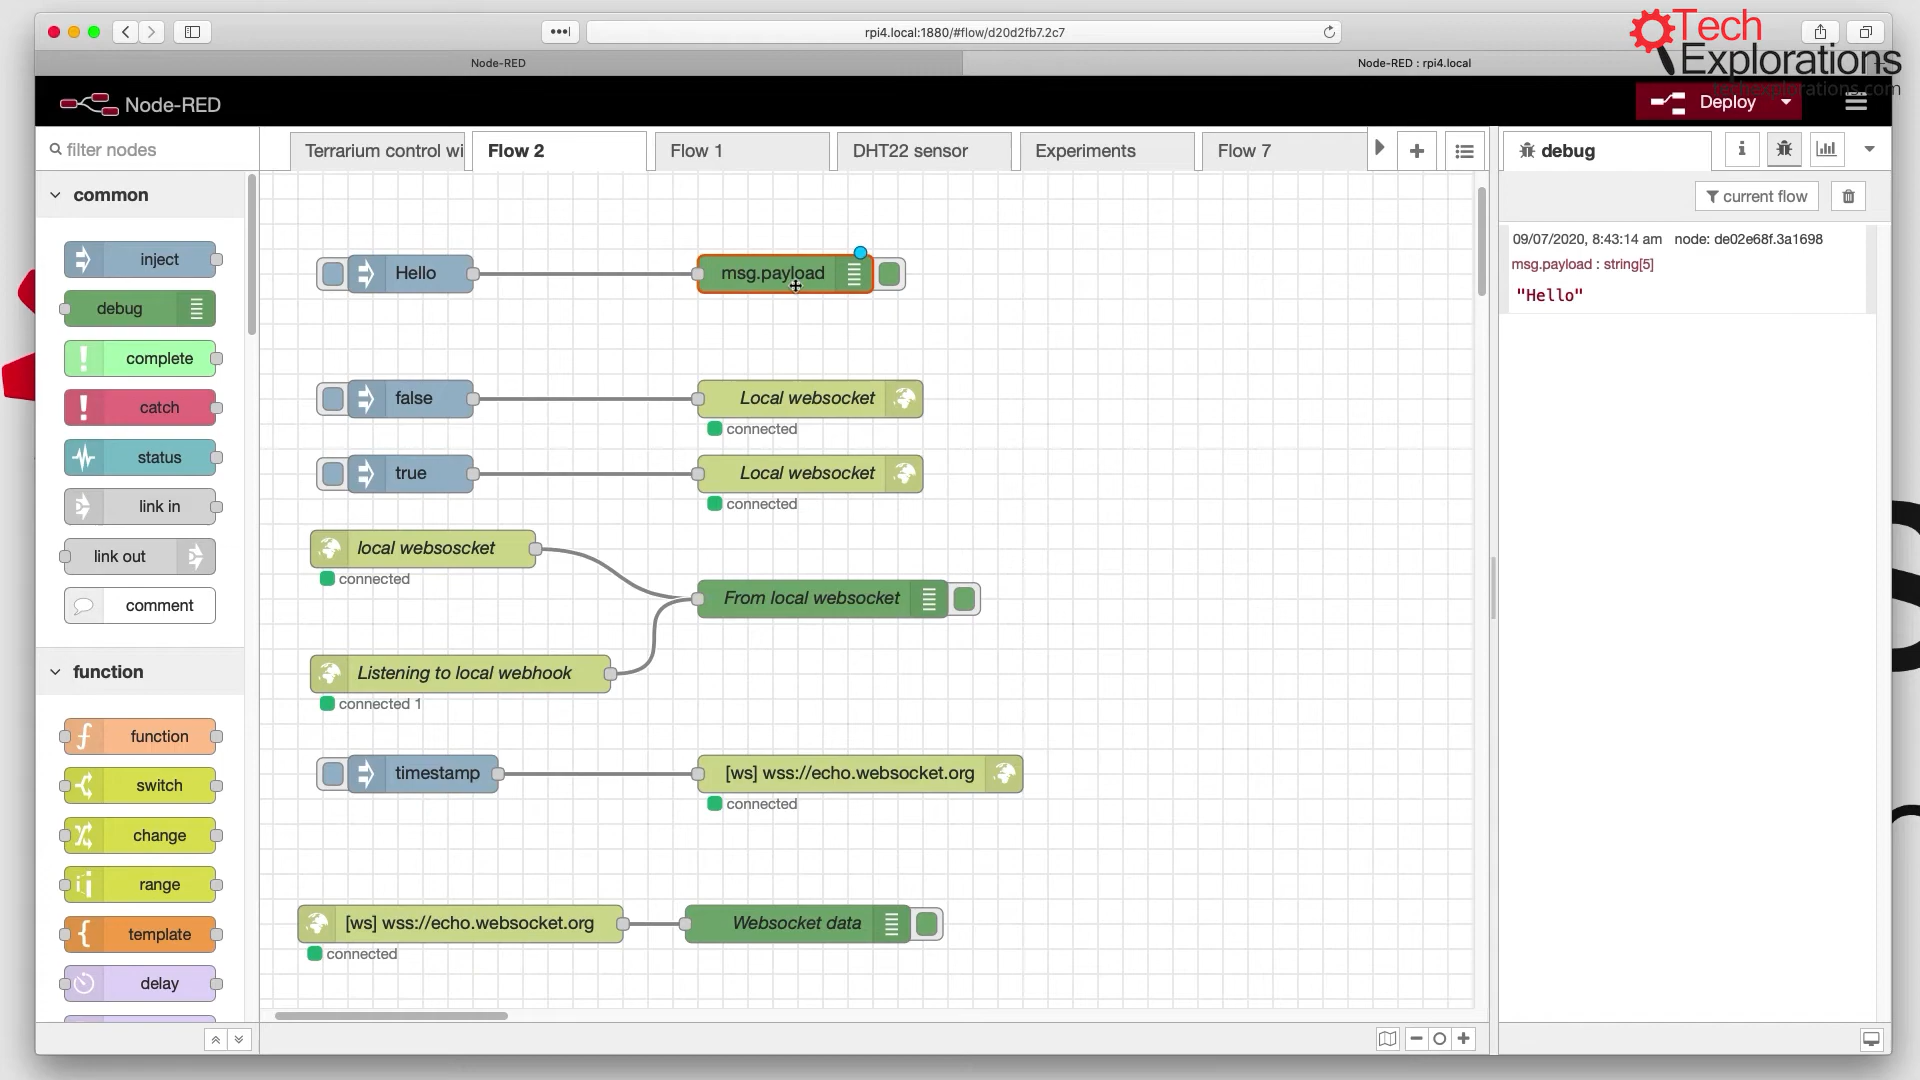 rpi4.local:1880/#flow/d20d2fb7.2c7
Tech
Explorations
Node-RED
Node-RED : rpi4.local
Node-RED
Deploy
filter nodes
Terrarium control wi
Flow 2
Flow 1
DHT22 sensor
Experiments
Flow 7
debug
common
current flow
inject
debug
complete
catch
status
link in
link out
comment
function
function
switch
change
range
template
delay
Hello
msg.payload
false
Local websocket
connected
true
Local websocket
connected
local websoscket
connected
From local websocket
Listening to local webhook
connected 1
timestamp
[ws] wss://echo.websocket.org
connected
[ws] wss://echo.websocket.org
Websocket data
connected
09/07/2020, 8:43:14 am node: de02e68f.3a1698
msg.payload : string[5]
"Hello"